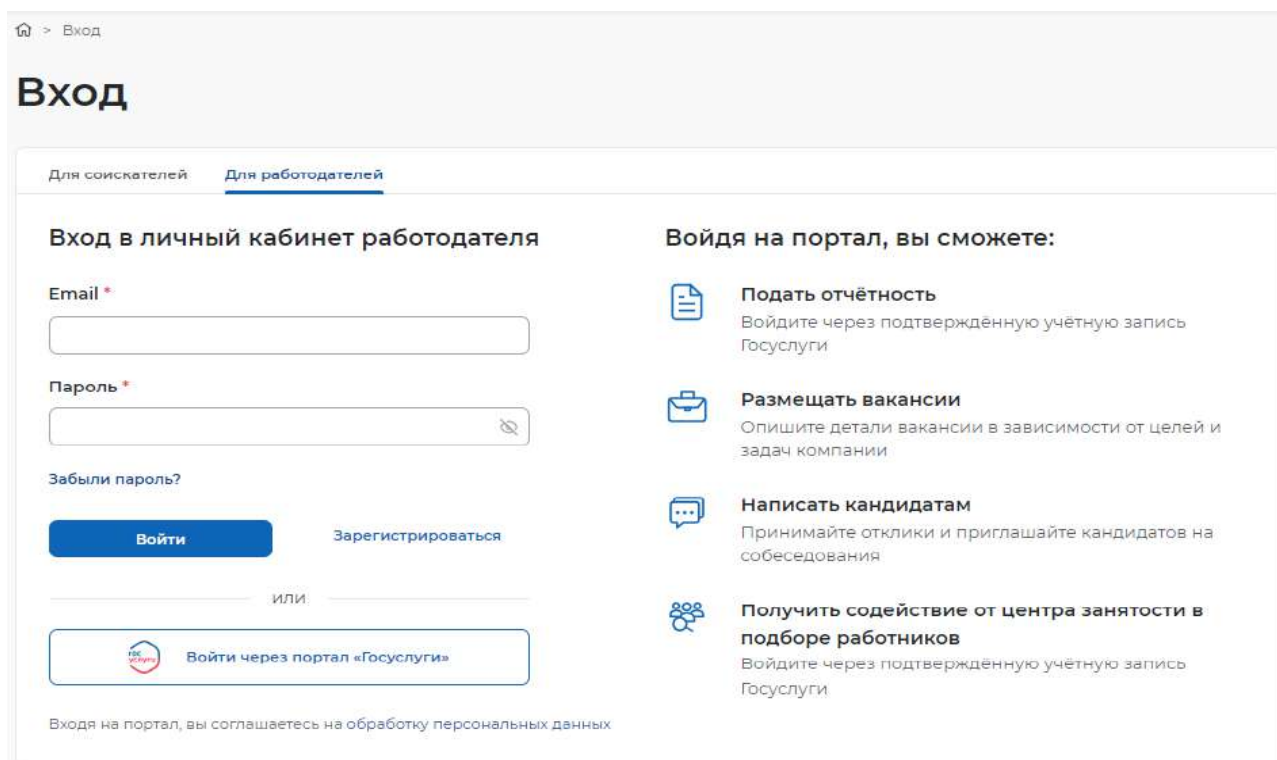 > Вход
Вход
Для соискателей Для работодателей
Вход в личный кабинет работодателя
Email *
Пароль *
Забыли пароль?
Войти Зарегистрироваться
или
гос
услуги
Войти через портал «Госуслуги»
Входя на портал, вы соглашаетесь на обработку персональных данных
Войдя на портал, вы сможете:
Подать отчётность
Войдите через подтверждённую учётную запись
Госуслуги
Размещать вакансии
Опишите детали вакансии в зависимости от целей и
задач компании
Написать кандидатам
Принимайте отклики и приглашайте кандидатов на
собеседования
Получить содействие от центра занятости в
подборе работников
Войдите через подтверждённую учётную запись
Госуслуги